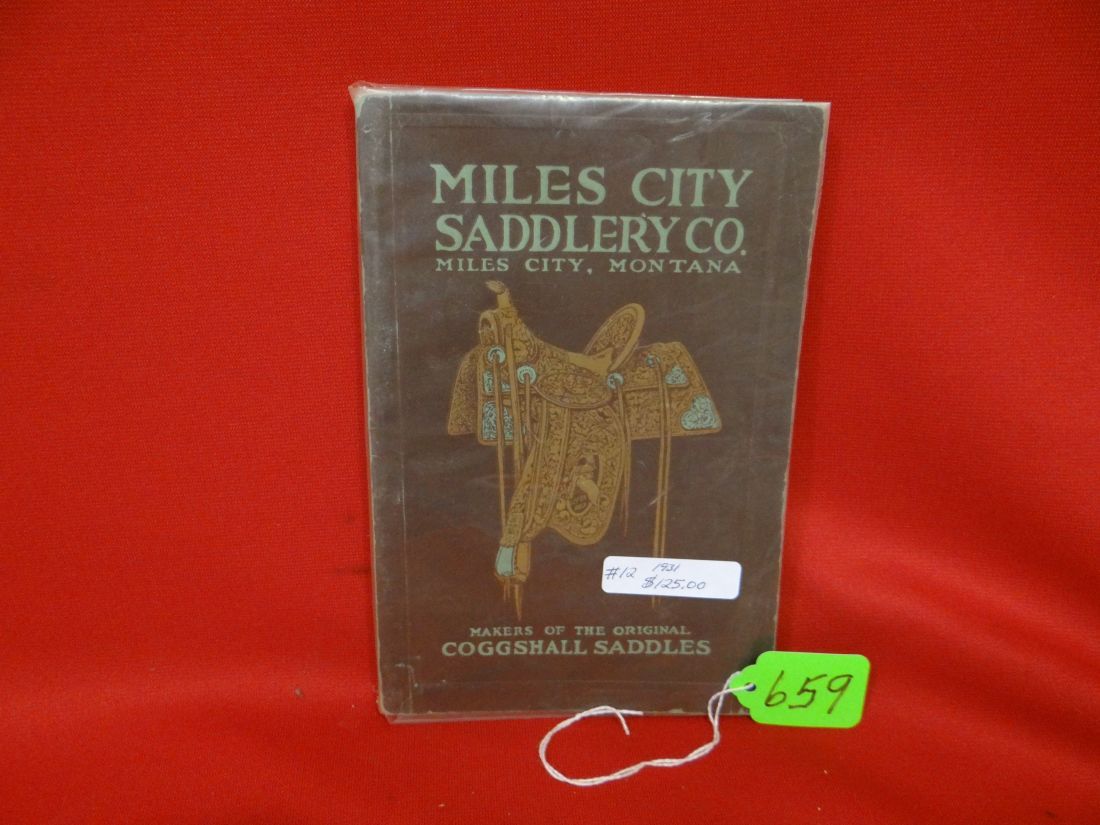 MILES CITY
SADDLERY CO.
MILES CITY, MONTANA
#12 1931
$125.00
MAKERS OF THE ORIGINAL
COGGSHALL SADDLES
659